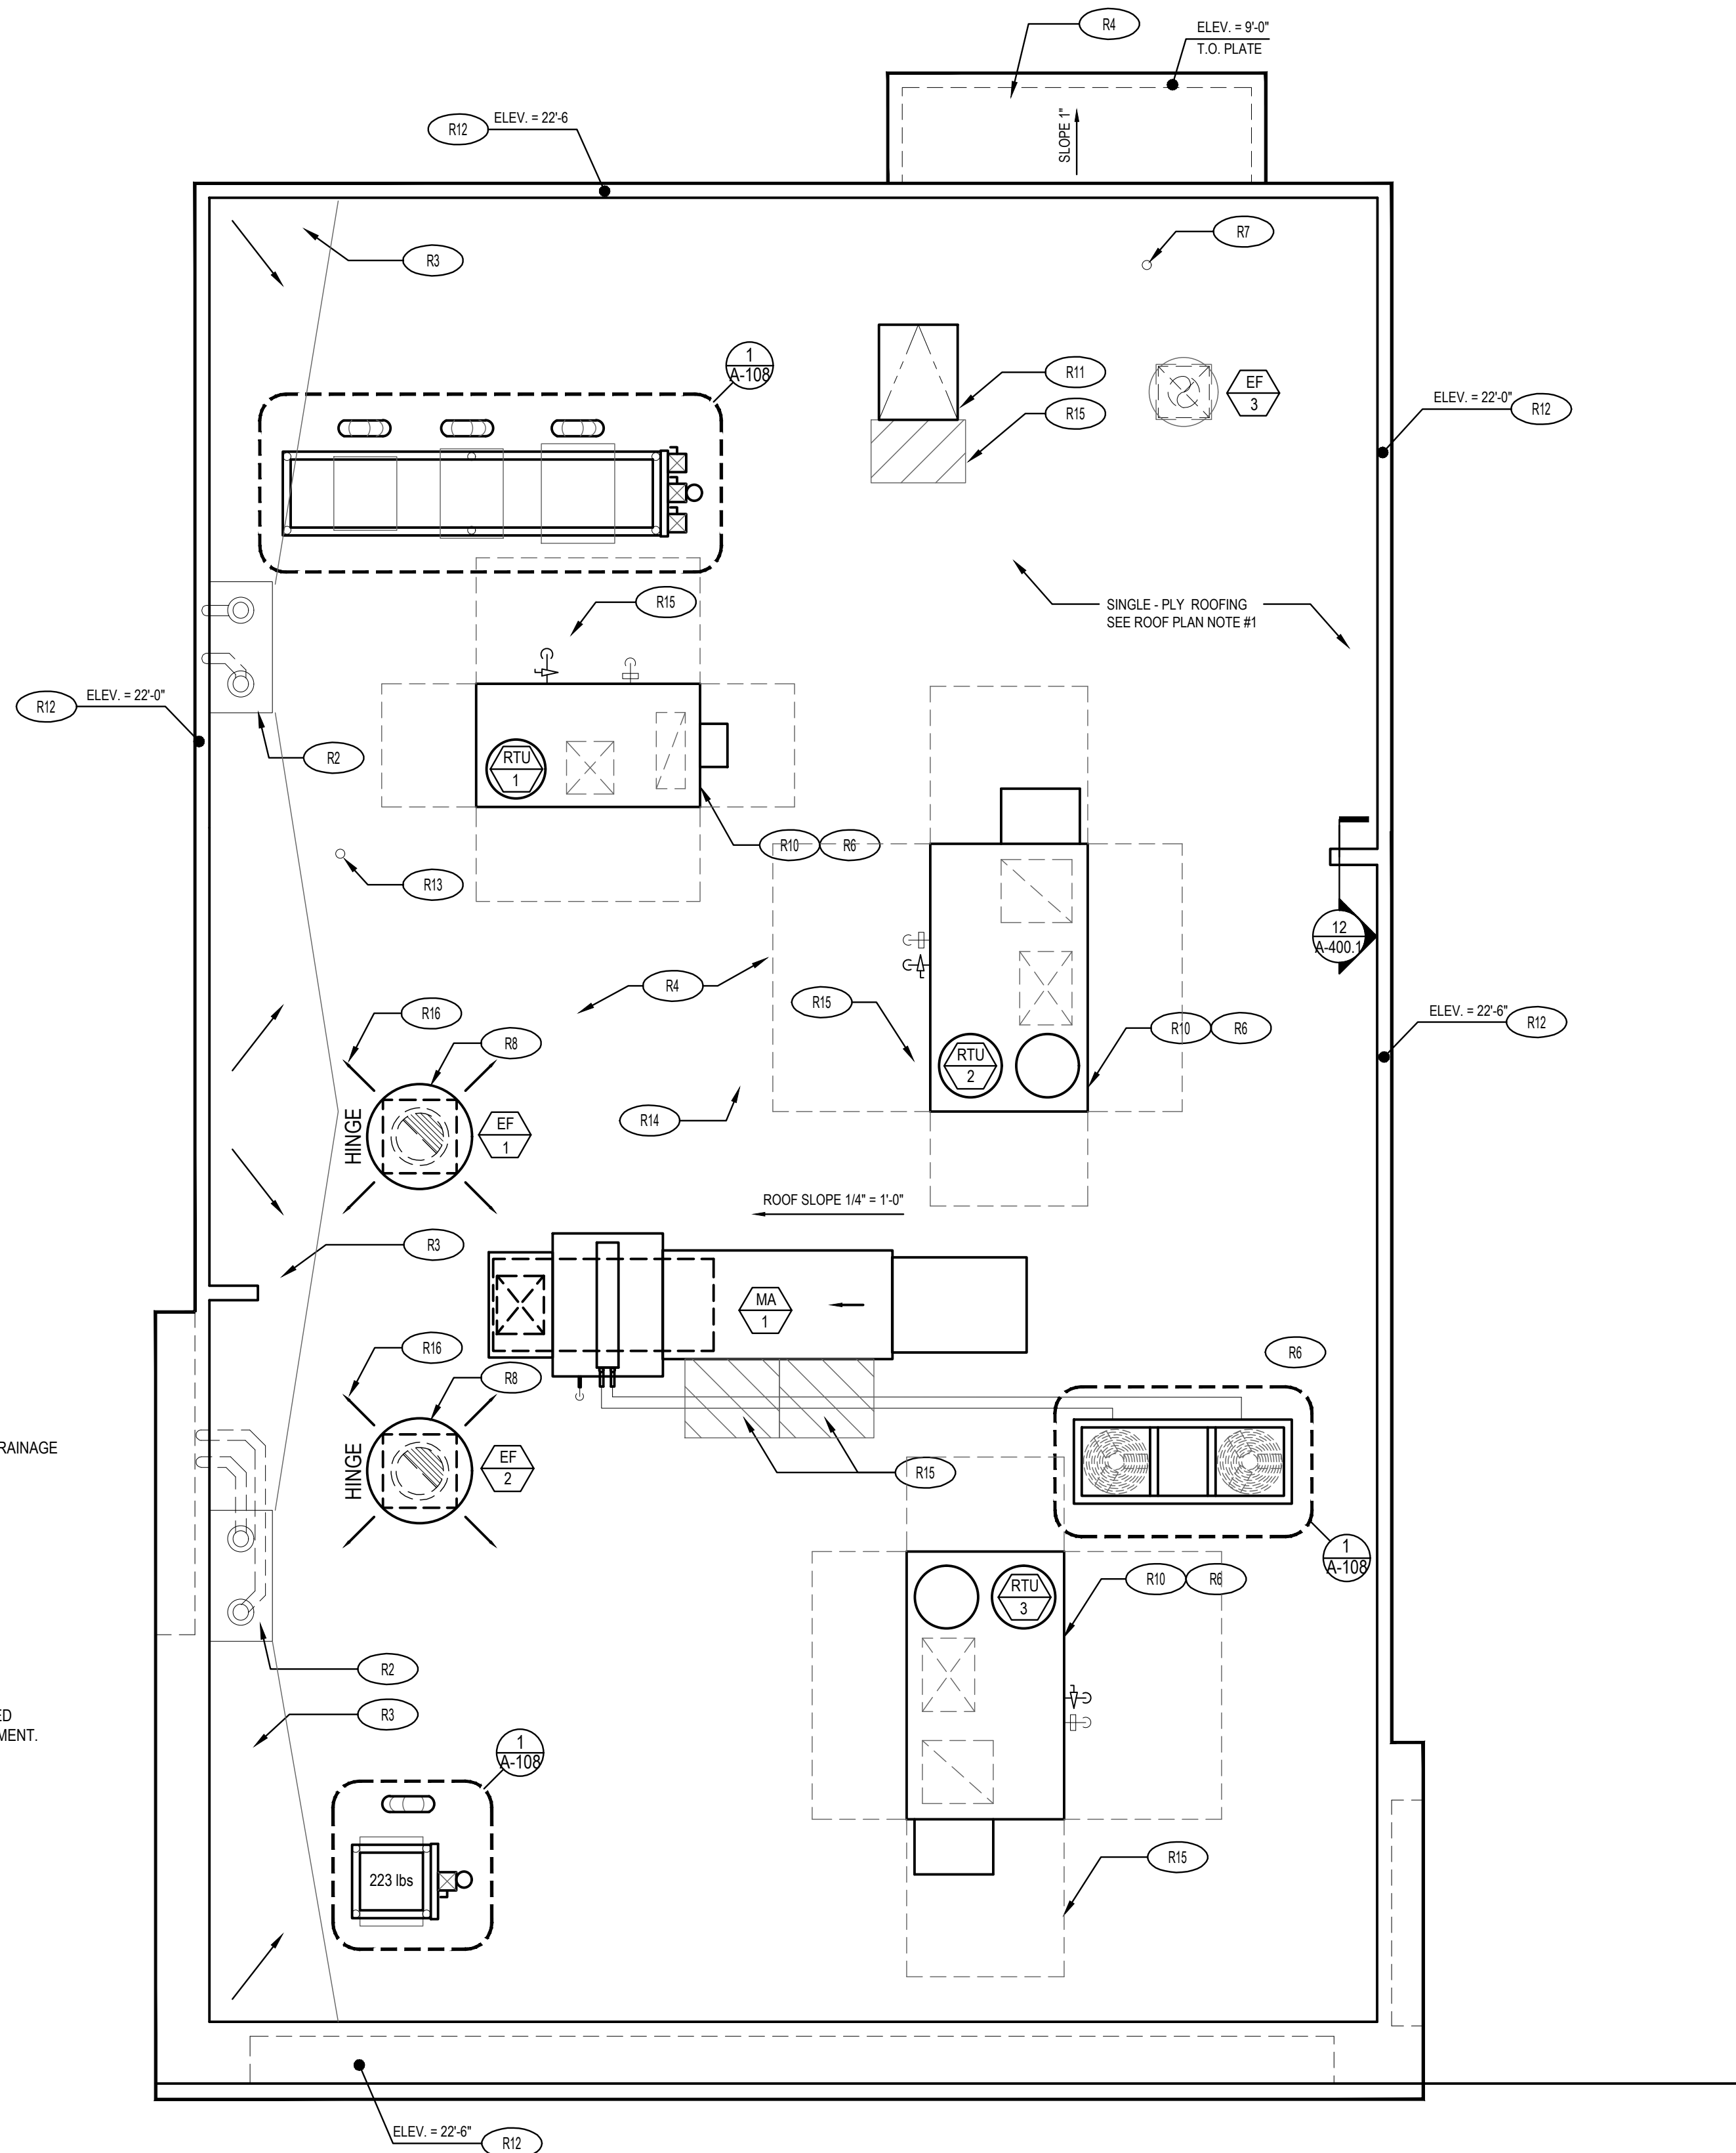 R4
ELEV. = 9'-0"
T.O. PLATE
R12
ELEV. = 22'-6
SLOPE 1"
R3
R7
1
A-108
R11
R15
EF
3
ELEV. = 22'-0"
R12
R15
SINGLE - PLY ROOFING
SEE ROOF PLAN NOTE #1
R12
ELEV. = 22'-0"
R2
RTU
1
R10
R6
R13
12
A-400.1
R4
R16
R8
R15
RTU
2
R10
R6
ELEV. = 22'-6"
R12
HINGE
EF
1
R14
ROOF SLOPE 1/4" = 1'-0"
R3
MA
1
R16
R8
R6
HINGE
EF
2
R15
RAINAGE
1
A-108
RTU
3
R10
R6
R2
R3
ED
MENT.
1
A-108
223 lbs
R15
ELEV. = 22'-6"
R12